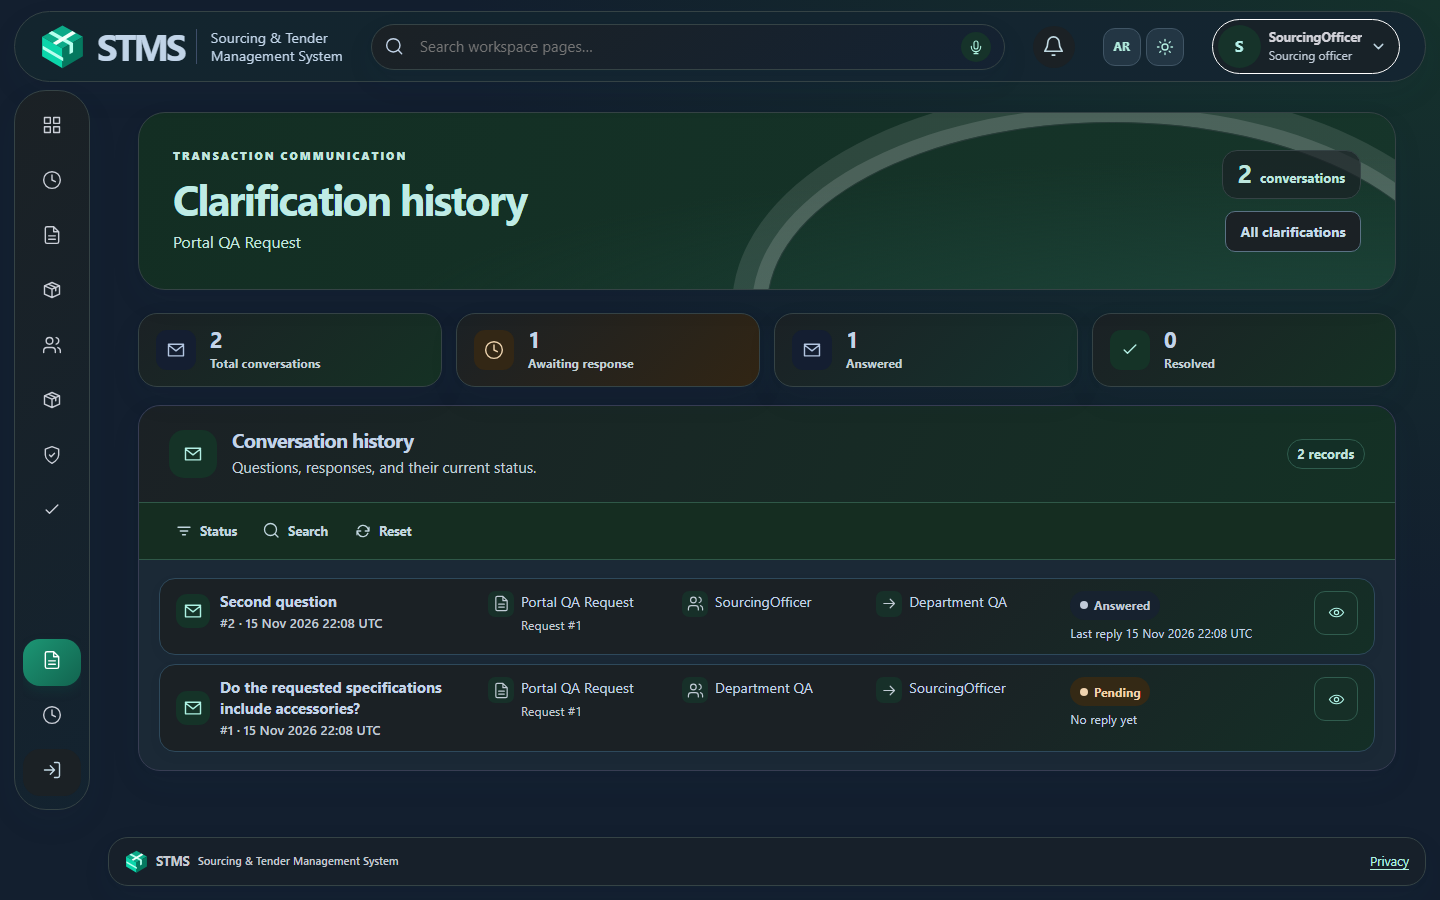 STMS
Sourcing & Tender
Management System
Search workspace pages...
AR
S
SourcingOfficer
Sourcing officer
TRANSACTION COMMUNICATION
Clarification history
Portal QA Request
2 conversations
All clarifications
2
Total conversations
1
Awaiting response
1
Answered
0
Resolved
Conversation history
Questions, responses, and their current status.
2 records
Status
Search
Reset
Second question
#2 · 15 Nov 2026 22:08 UTC
Portal QA Request
Request #1
SourcingOfficer
Department QA
Answered
Last reply 15 Nov 2026 22:08 UTC
Do the requested specifications
include accessories?
#1 · 15 Nov 2026 22:08 UTC
Portal QA Request
Request #1
Department QA
SourcingOfficer
Pending
No reply yet
STMS Sourcing & Tender Management System
Privacy